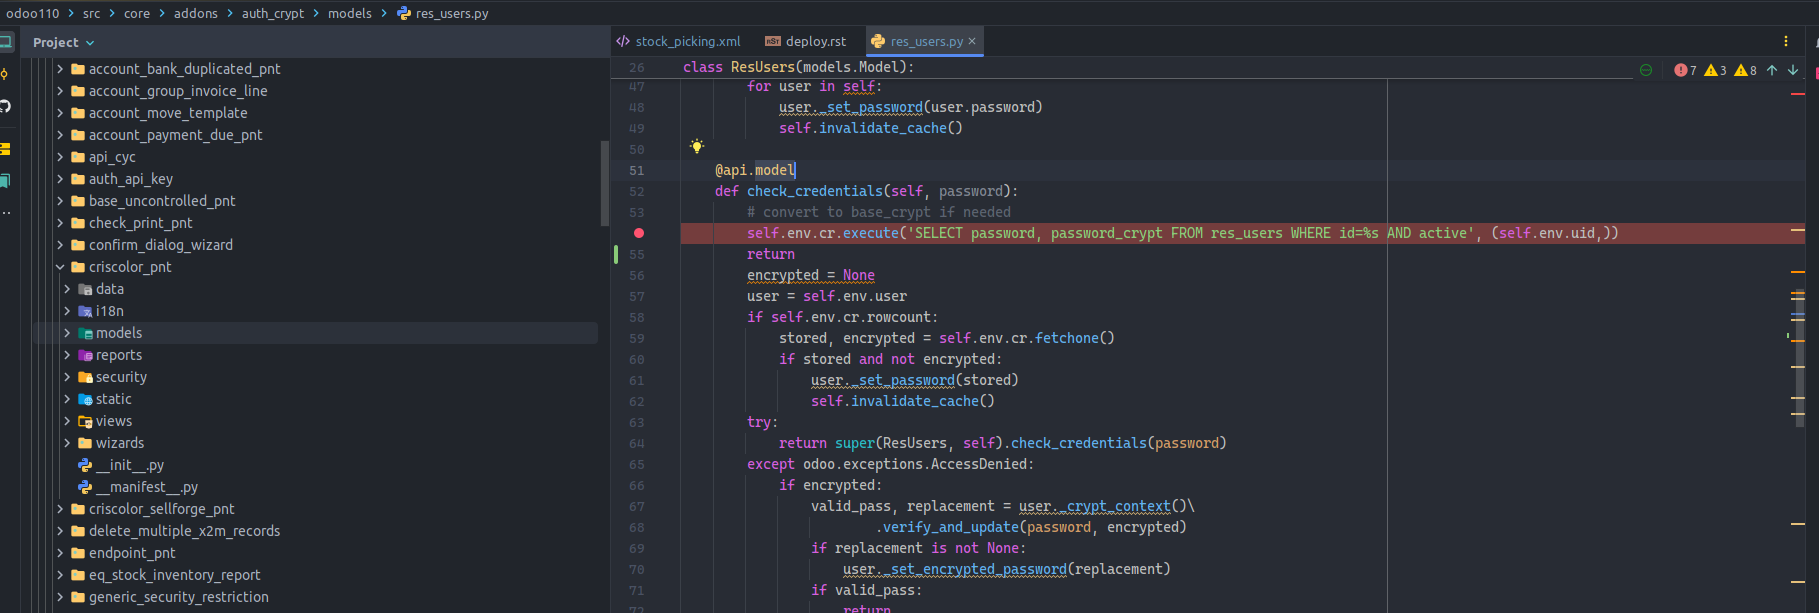 odoo110 > src > core > addons > auth_crypt > models > res_users.py
Project
account_bank_duplicated_pnt
account_group_invoice_line
account_move_template
account_payment_due_pnt
api_cyc
auth_api_key
base_uncontrolled_pnt
check_print_pnt
confirm_dialog_wizard
criscolor_pnt
data
i18n
models
reports
security
static
views
wizards
__init__.py
__manifest__.py
criscolor_sellforge_pnt
delete_multiple_x2m_records
endpoint_pnt
eq_stock_inventory_report
generic_security_restriction
stock_picking.xml deploy.rst res_users.py
26 class ResUsers(models.Model):
7 3 8
47 for user in self:
48 user._set_password(user.password)
49 self.invalidate_cache()
50
51 @api.model
52 def check_credentials(self, password):
53 # convert to base_crypt if needed
self.env.cr.execute('SELECT password, password_crypt FROM res_users WHERE id=%s AND active', (self.env.uid,))
55 return
56 encrypted = None
57 user = self.env.user
58 if self.env.cr.rowcount:
59 stored, encrypted = self.env.cr.fetchone()
60 if stored and not encrypted:
61 user._set_password(stored)
62 self.invalidate_cache()
63 try:
64 return super(ResUsers, self).check_credentials(password)
65 except odoo.exceptions.AccessDenied:
66 if encrypted:
67 valid_pass, replacement = user._crypt_context()\
68 .verify_and_update(password, encrypted)
69 if replacement is not None:
70 user._set_encrypted_password(replacement)
71 if valid_pass:
72 return